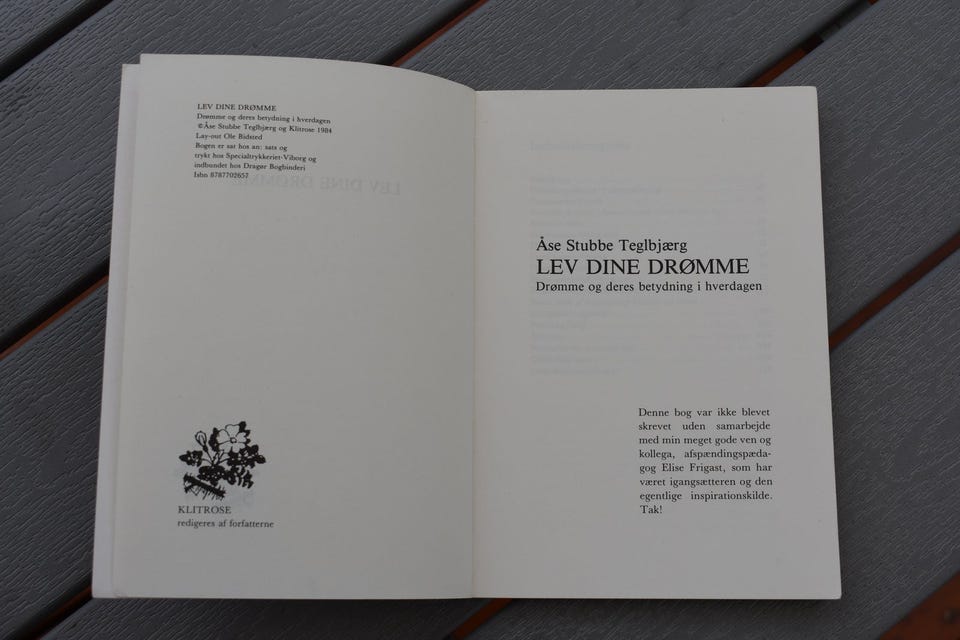 LEV DINE DRØMME
Drømme og deres betydning i hverdagen
©Åse Stubbe Teglbjærg og Klitrose 1984
Lay-out Ole Bidsted
Bogen er sat hos an: sats og
trykt hos Specialtrykkeriet-Viborg og
indbundet hos Dragør Bogbinderi
Isbn 8787702657
KLITROSE
redigeres af forfatterne
Åse Stubbe Teglbjærg
LEV DINE DRØMME
Drømme og deres betydning i hverdagen
Denne bog var ikke blevet
skrevet uden samarbejde
med min meget gode ven og
kollega, afspændingspæda-
gog Elise Frigast, som har
været igangsætteren og den
egentlige inspirationskilde.
Tak!